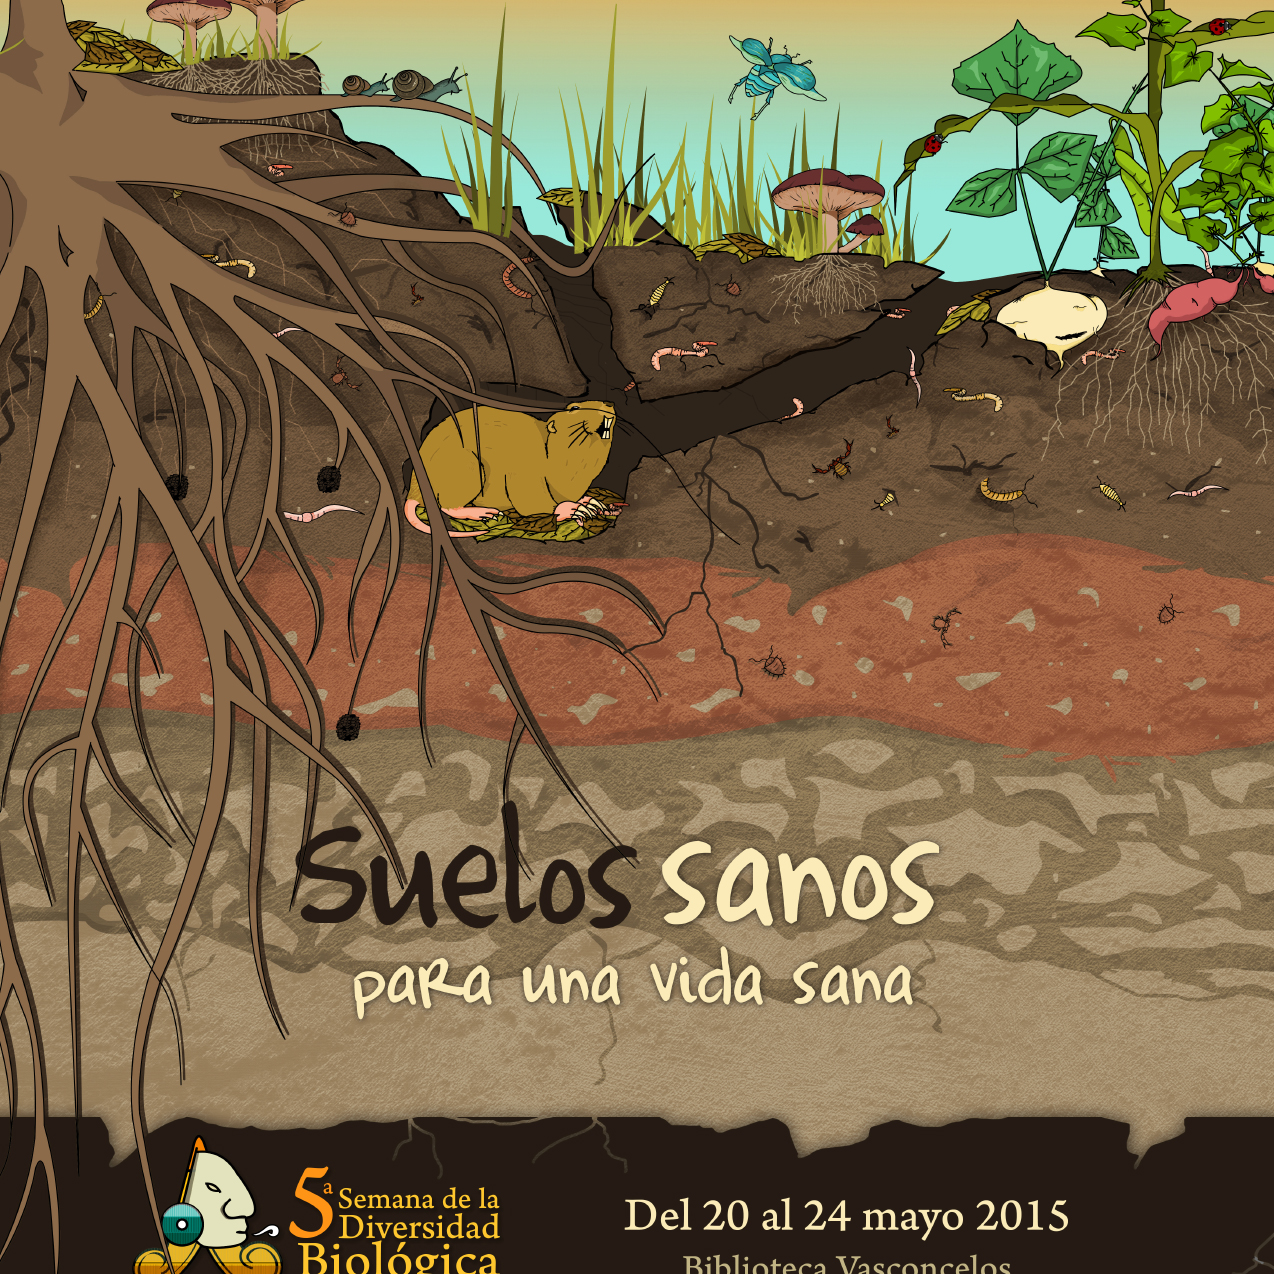 Suelos sanos
para una vida sana
5ª Semana de la
Diversidad
Biológica
Del 20 al 24 mayo 2015
Biblioteca Vasconcelos